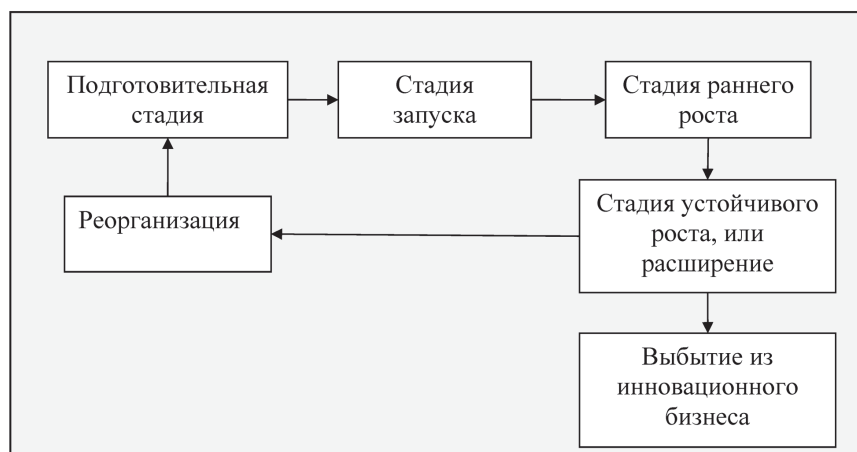 Подготовительная
стадия
Стадия
запуска
Стадия раннего
роста
Реорганизация
Стадия устойчивого
роста, или
расширение
Выбытие из
инновационного
бизнеса